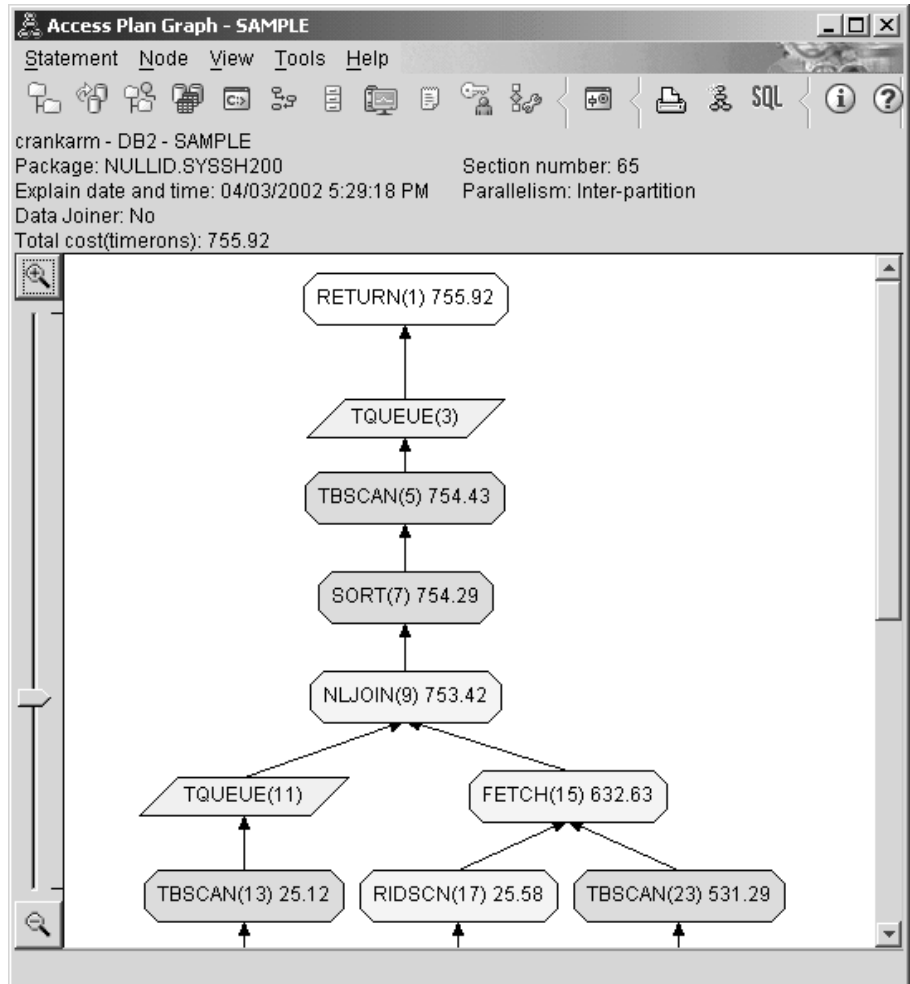 Access Plan Graph - SAMPLE
Statement Node View Tools Help
C:> SQL i ?
crankarm - DB2 - SAMPLE
Package: NULLID.SYSSH200 Section number: 65
Explain date and time: 04/03/2002 5:29:18 PM Parallelism: Inter-partition
Data Joiner: No
Total cost(timerons): 755.92
RETURN(1) 755.92
TQUEUE(3)
TBSCAN(5) 754.43
SORT(7) 754.29
NLJOIN(9) 753.42
TQUEUE(11) FETCH(15) 632.63
TBSCAN(13) 25.12 RIDSCN(17) 25.58 TBSCAN(23) 531.29